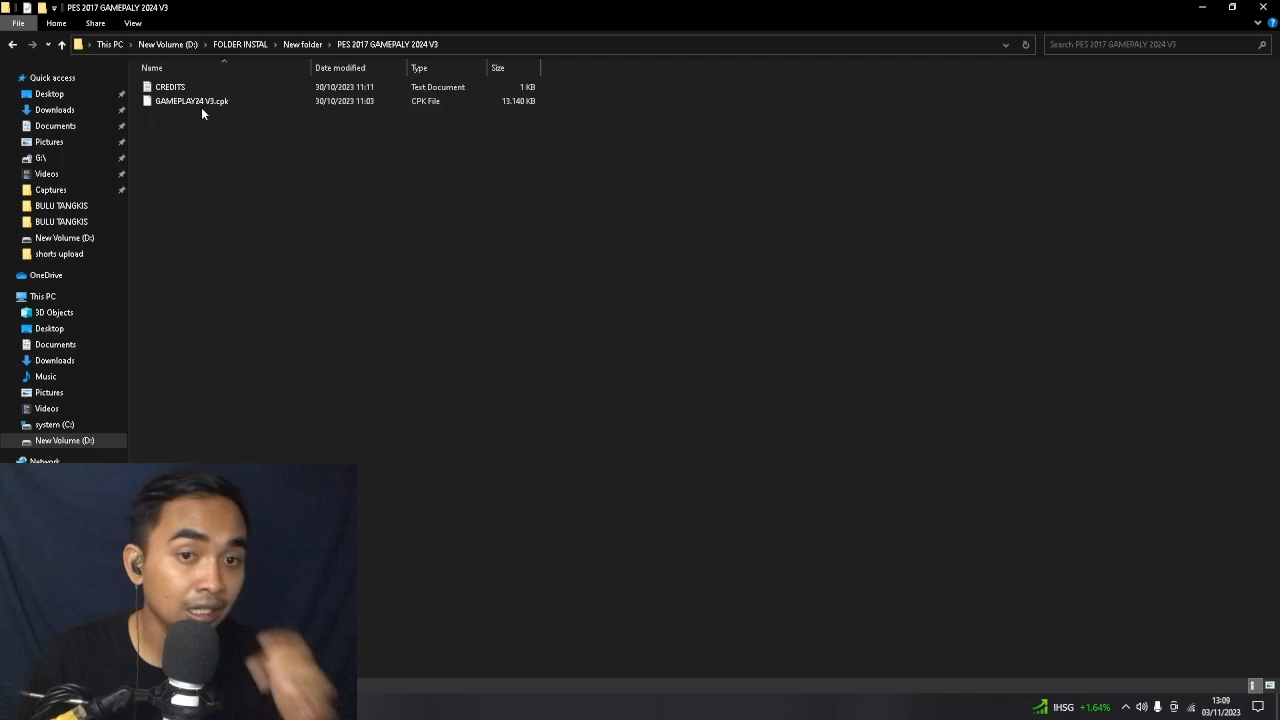 PES 2017 GAMEPALY 2024 V3
File Home Share View
This PC New Volume (D:) FOLDER INSTAL New folder PES 2017 GAMEPALY 2024 V3 Search PES 2017 GAMEPALY 2024 V3
Name Date modified Type Size
CREDITS 30/10/2023 11:11 Text Document 1 KB
GAMEPLAY24 V3.cpk 30/10/2023 11:03 CPK File 13.140 KB
Quick access
Desktop
Downloads
Documents
Pictures
G:\
Videos
Captures
BULU TANGKIS
BULU TANGKIS
New Volume (D:)
shorts upload
OneDrive
This PC
3D Objects
Desktop
Documents
Downloads
Music
Pictures
Videos
system (C:)
New Volume (D:)
Network
IHSG +1.64% 13:09
03/11/2023